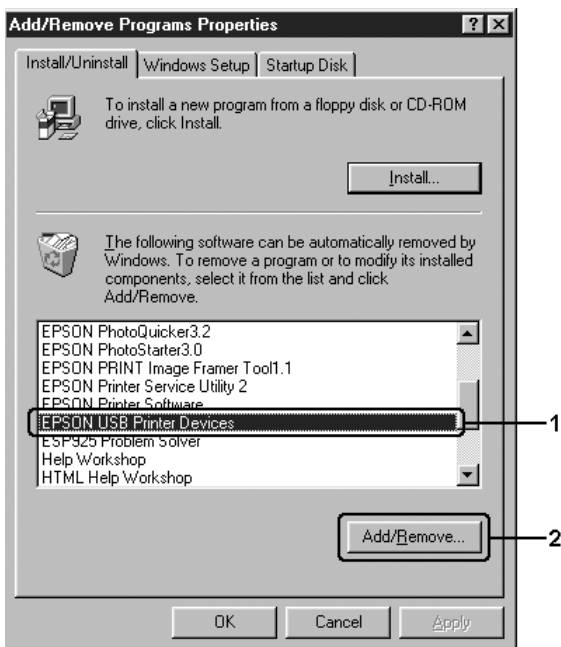 Add/Remove Programs Properties
Install/Uninstall Windows Setup Startup Disk
To install a new program from a floppy disk or CD-ROM
drive, click Install.
Install...
The following software can be automatically removed by
Windows. To remove a program or to modify its installed
components, select it from the list and click
Add/Remove.
EPSON PhotoQuicker3.2
EPSON PhotoStarter3.0
EPSON PRINT Image Framer Tool1.1
EPSON Printer Service Utility 2
EPSON Printer Software
EPSON USB Printer Devices
1
ESP925 Problem Solver
Help Workshop
HTML Help Workshop
Add/Remove...
2
OK Cancel Apply